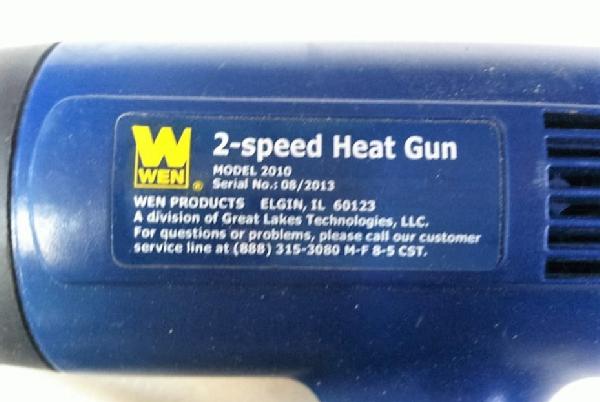 W
WEN ®
2-speed Heat Gun
MODEL 2010
Serial No.: 08/2013
WEN PRODUCTS ELGIN, IL 60123
A division of Great Lakes Technologies, LLC.
For questions or problems, please call our customer
service line at (888) 315-3080 M-F 8-5 CST.